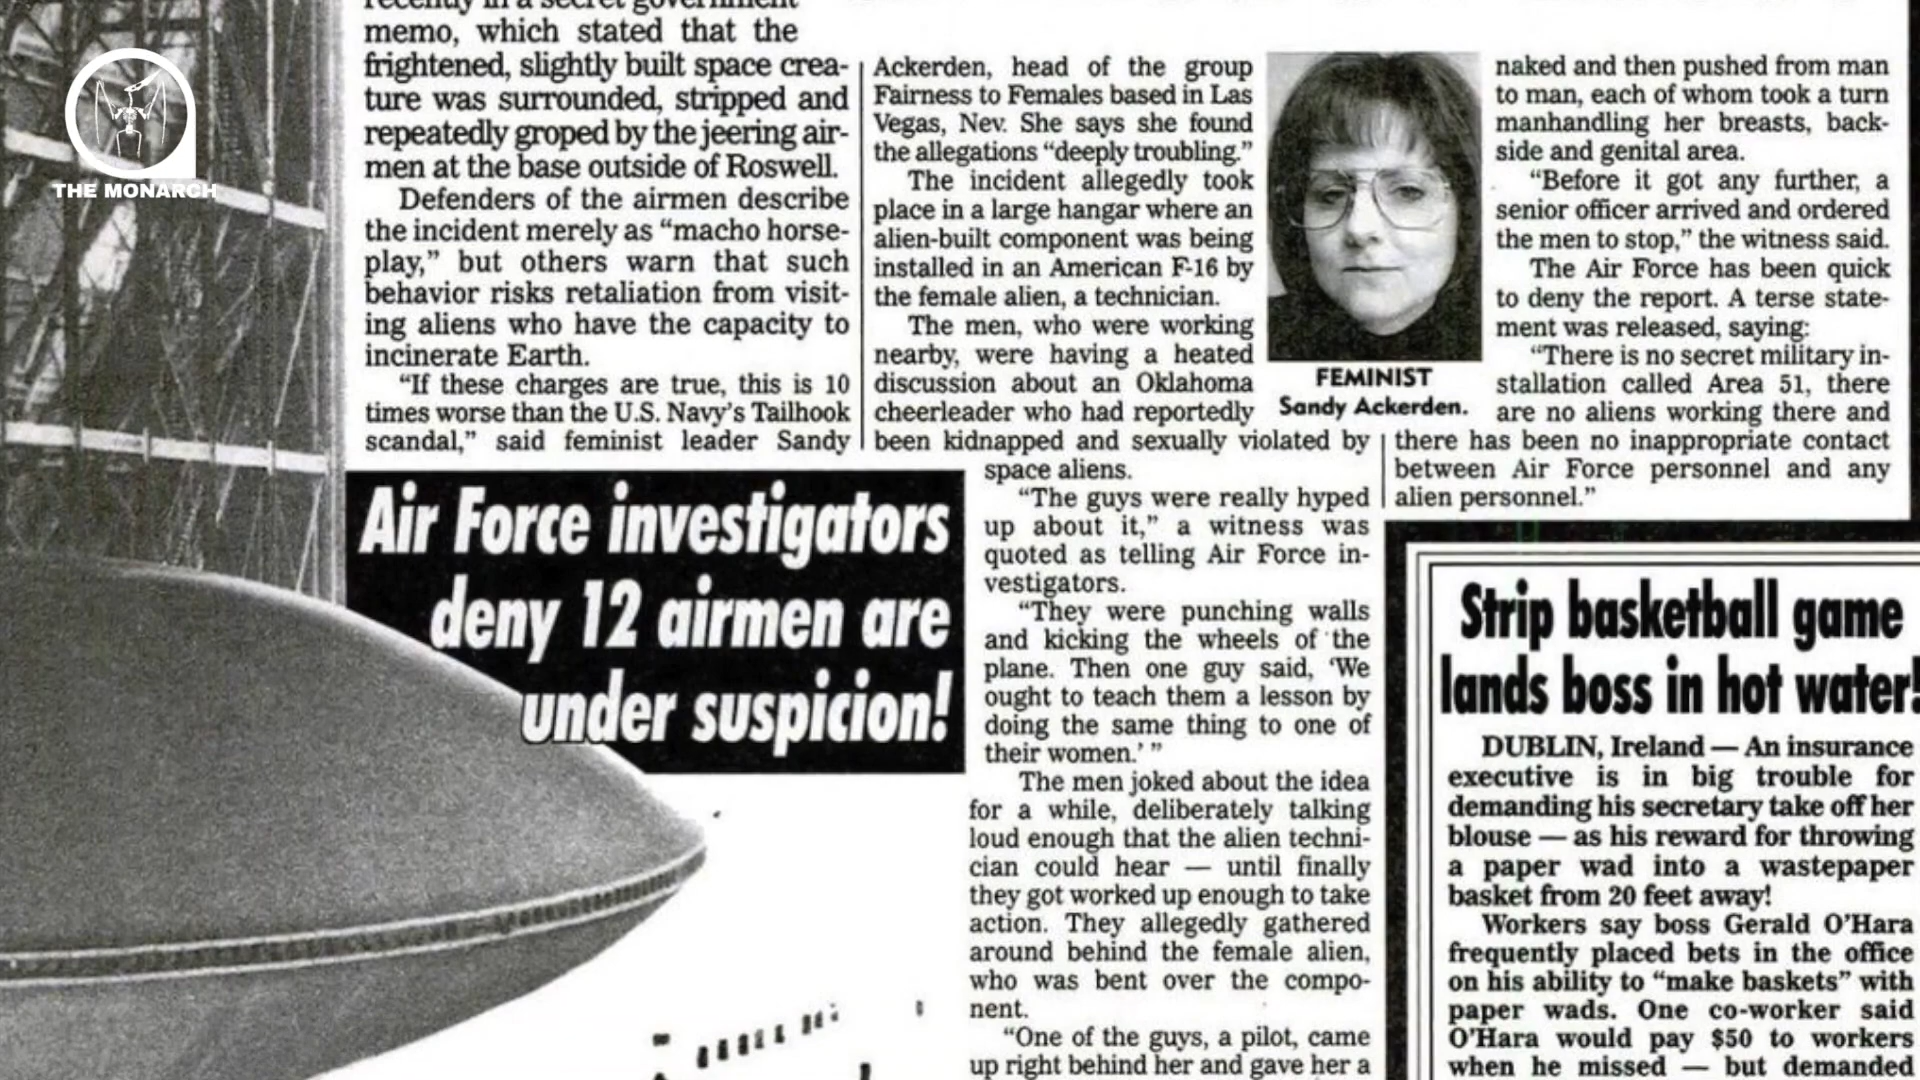 THE MONARCH
recently in a secret government
memo, which stated that the
frightened, slightly built space crea-
ture was surrounded, stripped and
repeatedly groped by the jeering air-
men at the base outside of Roswell.
Defenders of the airmen describe
the incident merely as “macho horse-
play,” but others warn that such
behavior risks retaliation from visit-
ing aliens who have the capacity to
incinerate Earth.
“If these charges are true, this is 10
times worse than the U.S. Navy’s Tailhook
scandal,” said feminist leader Sandy
Ackerden, head of the group
Fairness to Females based in Las
Vegas, Nev. She says she found
the allegations “deeply troubling.”
The incident allegedly took
place in a large hangar where an
alien-built component was being
installed in an American F-16 by
the female alien, a technician.
The men, who were working
nearby, were having a heated
discussion about an Oklahoma
cheerleader who had reportedly
been kidnapped and sexually violated by
space aliens.
“The guys were really hyped
up about it,” a witness was
quoted as telling Air Force in-
vestigators.
“They were punching walls
and kicking the wheels of the
plane. Then one guy said, ‘We
ought to teach them a lesson by
doing the same thing to one of
their women.’ ”
The men joked about the idea
for a while, deliberately talking
loud enough that the alien techni-
cian could hear — until finally
they got worked up enough to take
action. They allegedly gathered
around behind the female alien,
who was bent over the compo-
nent.
“One of the guys, a pilot, came
up right behind her and gave her a
FEMINIST
Sandy Ackerden.
naked and then pushed from man
to man, each of whom took a turn
manhandling her breasts, back-
side and genital area.
“Before it got any further, a
senior officer arrived and ordered
the men to stop,” the witness said.
The Air Force has been quick
to deny the report. A terse state-
ment was released, saying:
“There is no secret military in-
stallation called Area 51, there
are no aliens working there and
there has been no inappropriate contact
between Air Force personnel and any
alien personnel.”
Air Force investigators
deny 12 airmen are
under suspicion!
Strip basketball game
lands boss in hot water!
DUBLIN, Ireland — An insurance
executive is in big trouble for
demanding his secretary take off her
blouse — as his reward for throwing
a paper wad into a wastepaper
basket from 20 feet away!
Workers say boss Gerald O’Hara
frequently placed bets in the office
on his ability to “make baskets” with
paper wads. One co-worker said
O’Hara would pay $50 to workers
when he missed — but demanded